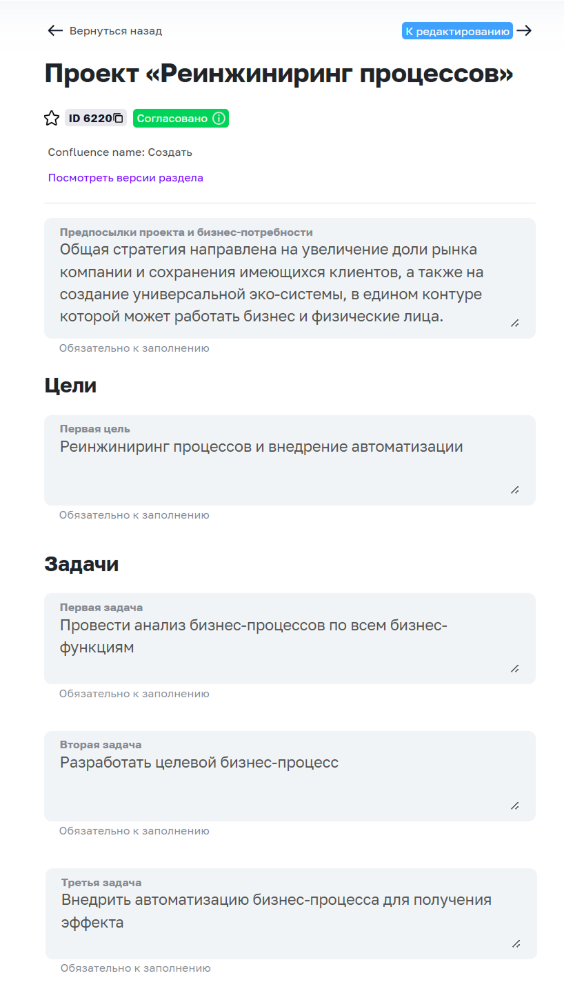 Вернуться назад
К редактированию
Проект «Реинжиниринг процессов»
ID 6220
Согласовано
Confluence name: Создать
Посмотреть версии раздела
Предпосылки проекта и бизнес-потребности
Общая стратегия направлена на увеличение доли рынка
компании и сохранения имеющихся клиентов, а также на
создание универсальной эко-системы, в едином контуре
которой может работать бизнес и физические лица.
Обязательно к заполнению
Цели
Первая цель
Реинжиниринг процессов и внедрение автоматизации
Обязательно к заполнению
Задачи
Первая задача
Провести анализ бизнес-процессов по всем бизнес-
функциям
Обязательно к заполнению
Вторая задача
Разработать целевой бизнес-процесс
Обязательно к заполнению
Третья задача
Внедрить автоматизацию бизнес-процесса для получения
эффекта
Обязательно к заполнению